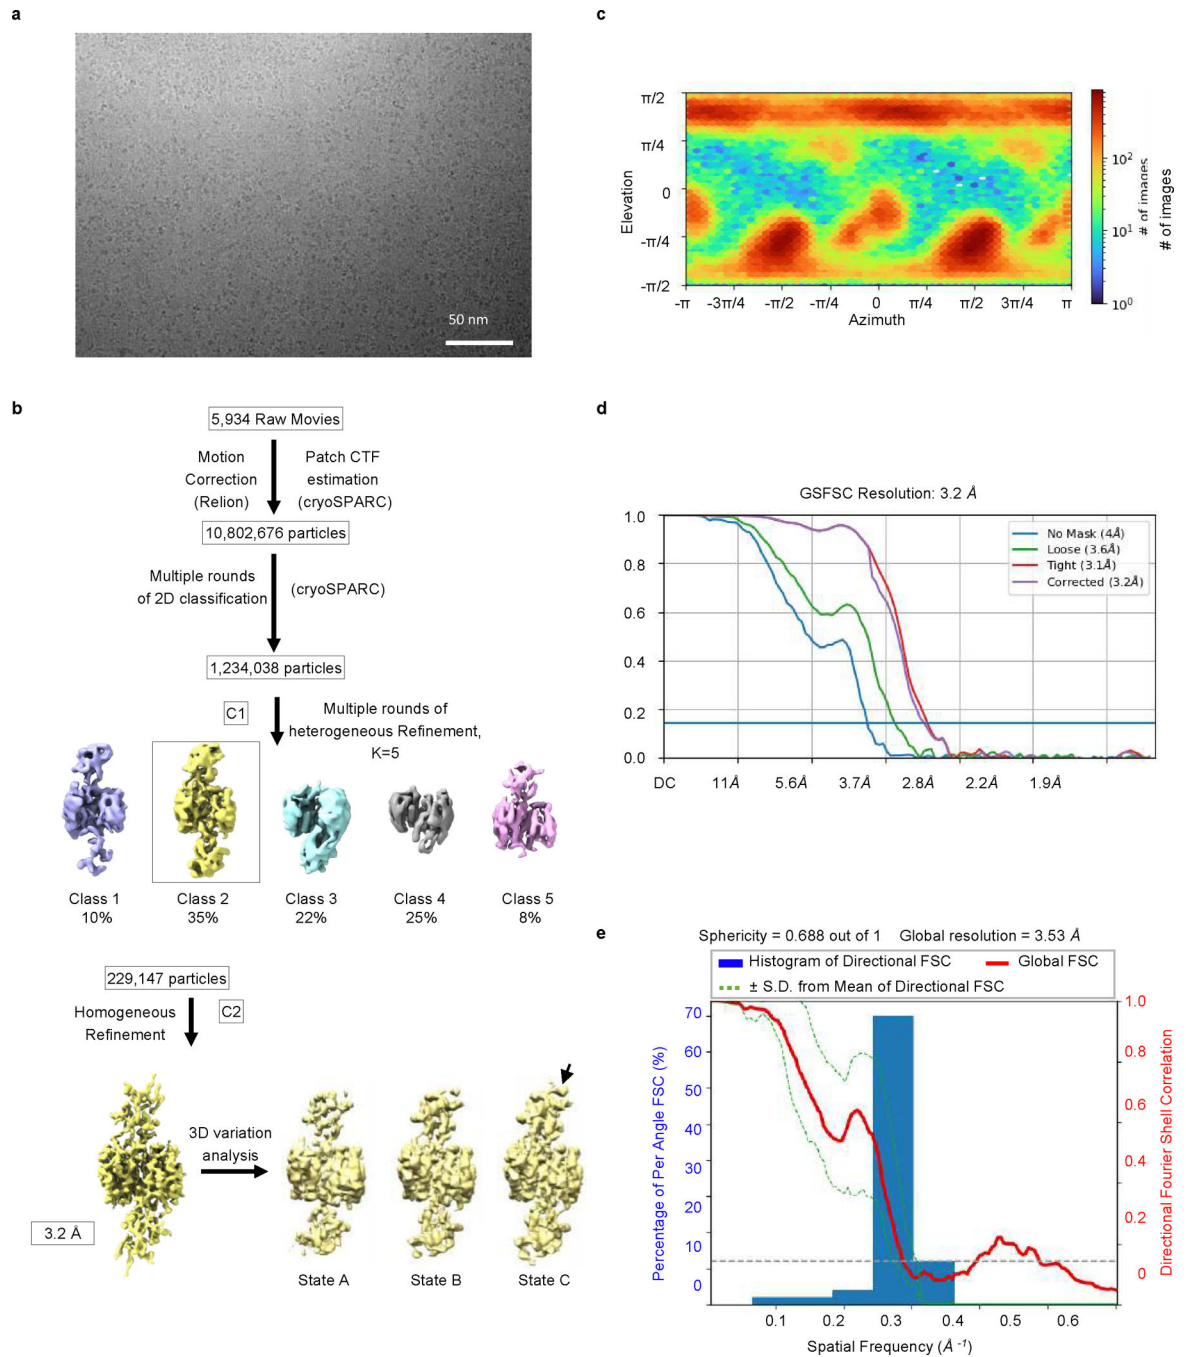 a
50 nm
b
5,934 Raw Movies
Motion
Correction
(Relion)
Patch CTF
estimation
(cryoSPARC)
10,802,676 particles
Multiple rounds
of 2D classification
(cryoSPARC)
1,234,038 particles
C1
Multiple rounds of
heterogeneous Refinement,
K=5
Class 1
10%
Class 2
35%
Class 3
22%
Class 4
25%
Class 5
8%
229,147 particles
Homogeneous
Refinement
C2
3D variation
analysis
3.2 Å
State A
State B
State C
c
π/2
π/4
0
-π/4
-π/2
Elevation
-π -3π/4 -π/2 -π/4 0 π/4 π/2 3π/4 π
Azimuth
10²
10¹
10⁰
# of images
# of images
d
GSFSC Resolution: 3.2 Å
1.0
0.8
0.6
0.4
0.2
0.0
No Mask (4Å)
Loose (3.6Å)
Tight (3.1Å)
Corrected (3.2Å)
DC 11Å 5.6Å 3.7Å 2.8Å 2.2Å 1.9Å
e
Sphericity = 0.688 out of 1 Global resolution = 3.53 Å
Histogram of Directional FSC
Global FSC
± S.D. from Mean of Directional FSC
Percentage of Per Angle FSC (%)
70
60
50
40
30
20
10
0
1.0
0.8
0.6
0.4
0.2
0
Directional Fourier Shell Correlation
0.1 0.2 0.3 0.4 0.5 0.6
Spatial Frequency (Å⁻¹)